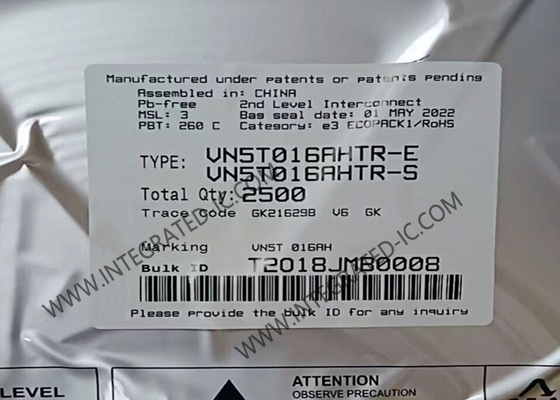 Manufactured under patents or patents pending
Assembled in: CHINA
Pb-free 2nd Level Interconnect
MSL: 3 Bag seal date: 01 MAY 2022
PBT: 260 C Category: e3 ECOPACK1/RoHS
TYPE: VN5T016AHTR-E
VN5T016AHTR-S
Total Qty: 2500
Trace Code GK21629B V6 GK
Marking VN5T 016AH
Bulk ID T2018JMB0008
Please provide the bulk ID for any inquiry
WWW.INTEGRATED-IC.COM
WWW.INTEGRATED-IC.COM
LEVEL
ATTENTION
OBSERVE PRECAUTION